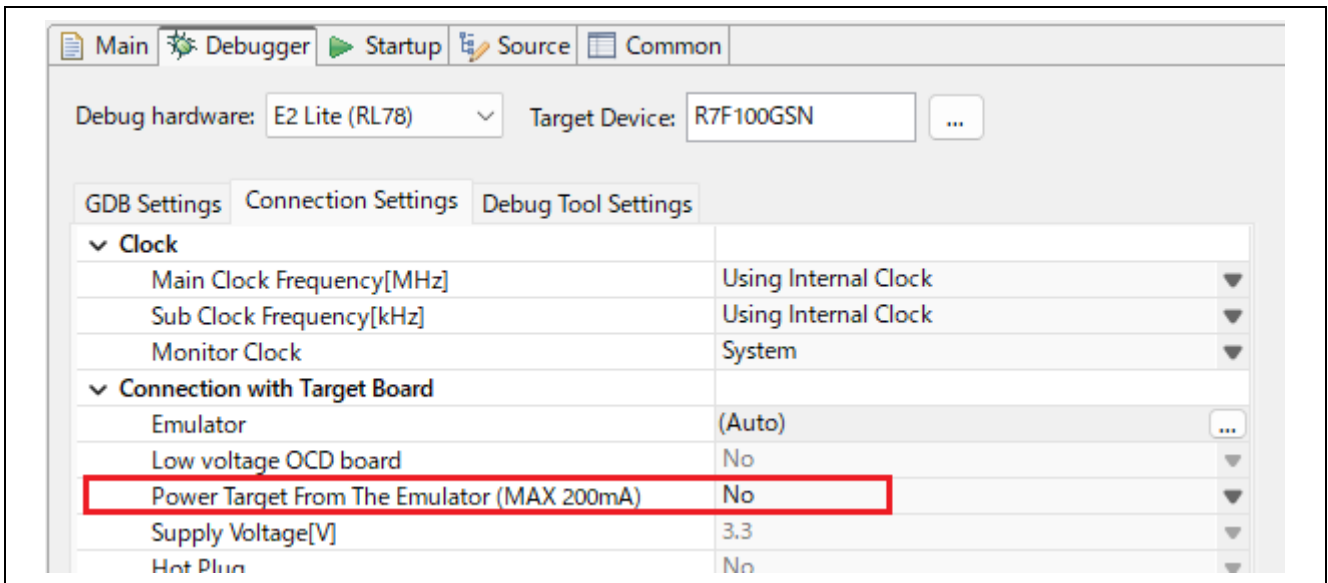 Main Debugger Startup Source Common
Debug hardware: E2 Lite (RL78) Target Device: R7F100GSN ...
GDB Settings Connection Settings Debug Tool Settings
Clock
Main Clock Frequency[MHz] Using Internal Clock
Sub Clock Frequency[kHz] Using Internal Clock
Monitor Clock System
Connection with Target Board
Emulator (Auto) ...
Low voltage OCD board No
Power Target From The Emulator (MAX 200mA) No
Supply Voltage[V] 3.3
Hot Plug No